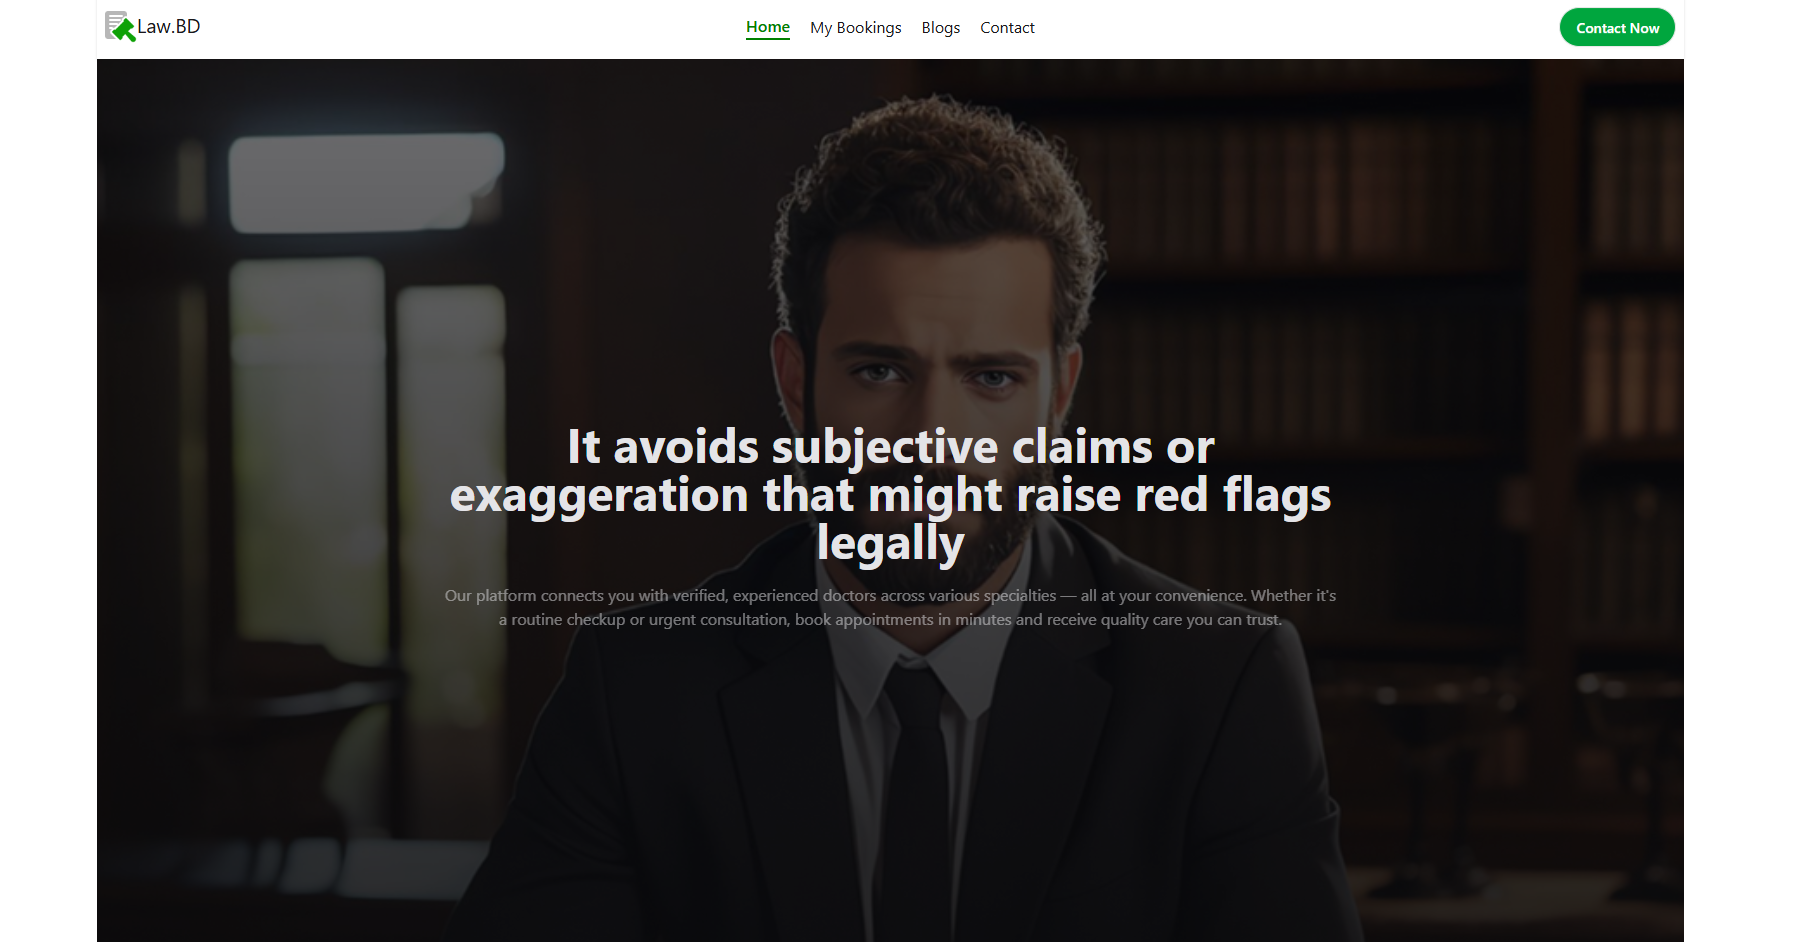 Law.BD
Home
My Bookings
Blogs
Contact
Contact Now
It avoids subjective claims or
exaggeration that might raise red flags
legally
Our platform connects you with verified, experienced doctors across various specialties — all at your convenience. Whether it's
a routine checkup or urgent consultation, book appointments in minutes and receive quality care you can trust.